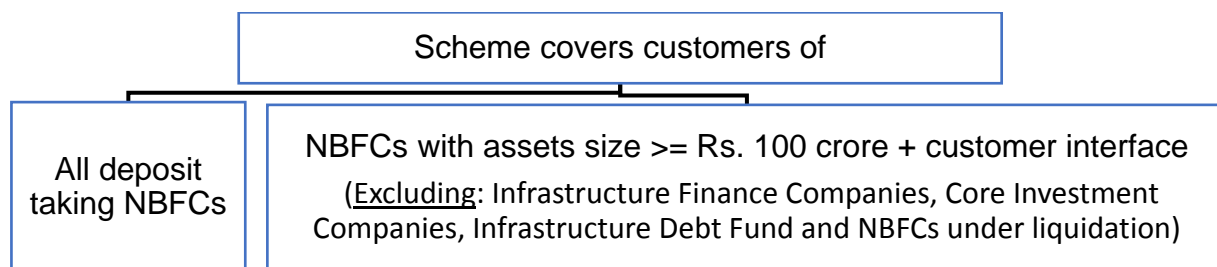 Scheme covers customers of
All deposit
taking NBFCs
NBFCs with assets size >= Rs. 100 crore + customer interface
(Excluding: Infrastructure Finance Companies, Core Investment
Companies, Infrastructure Debt Fund and NBFCs under liquidation)